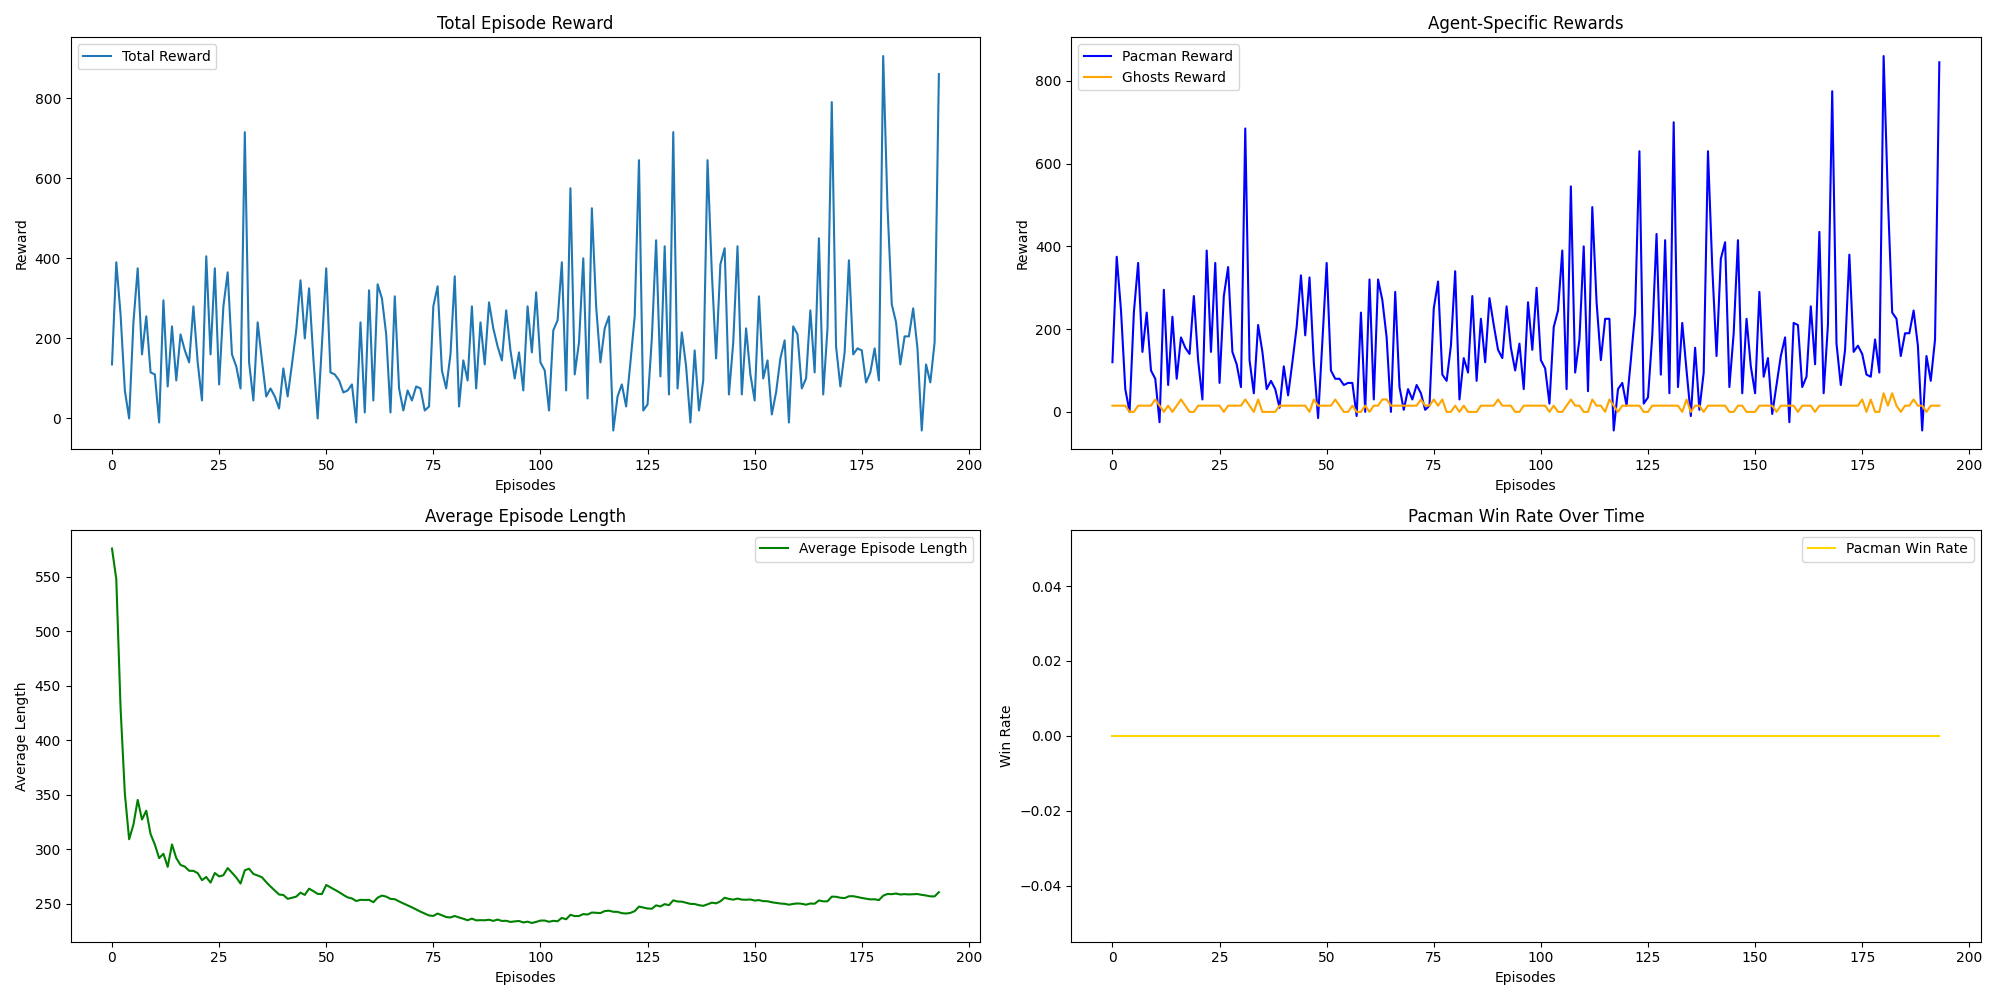 Total Episode Reward
Total Reward
800
600
400
200
0
Reward
0 25 50 75 100 125 150 175 200
Episodes
Agent-Specific Rewards
Pacman Reward
Ghosts Reward
800
600
400
200
0
Reward
0 25 50 75 100 125 150 175 200
Episodes
Average Episode Length
Average Episode Length
550
500
450
400
350
300
250
Average Length
0 25 50 75 100 125 150 175 200
Episodes
Pacman Win Rate Over Time
Pacman Win Rate
0.04
0.02
0.00
−0.02
−0.04
Win Rate
0 25 50 75 100 125 150 175 200
Episodes